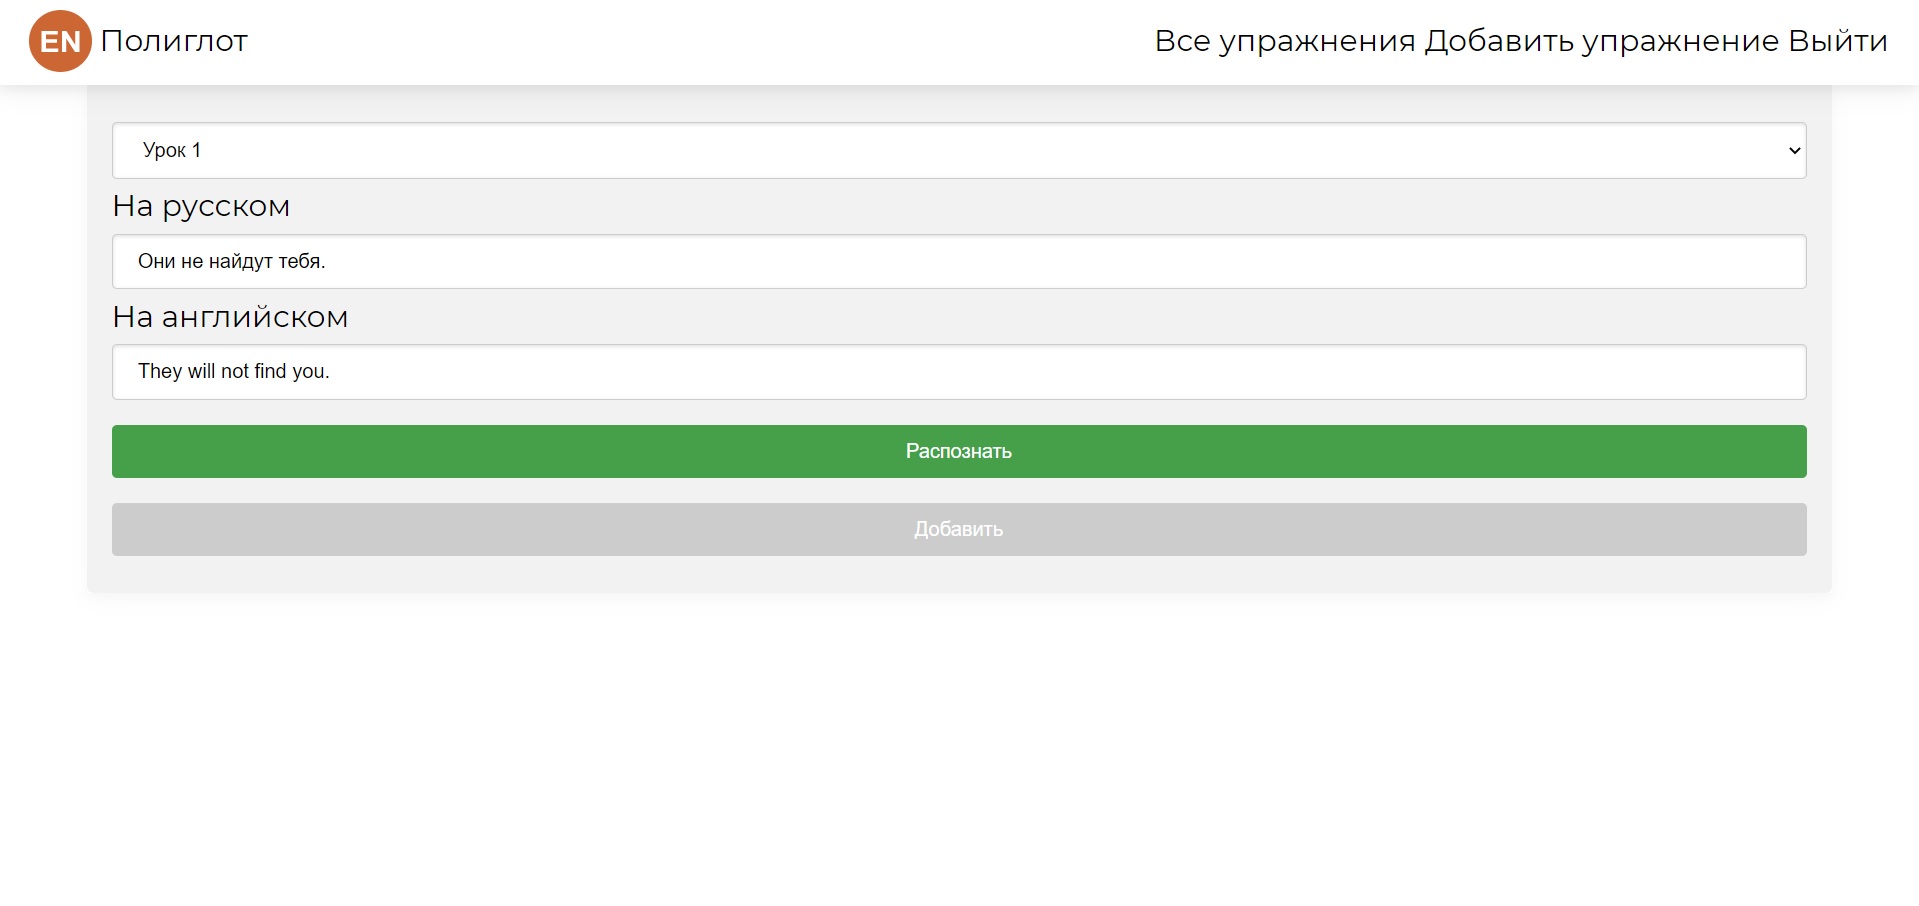 EN Полиглот Все упражнения Добавить упражнение Выйти
Урок 1
На русском
Они не найдут тебя.
На английском
They will not find you.
Распознать
Добавить